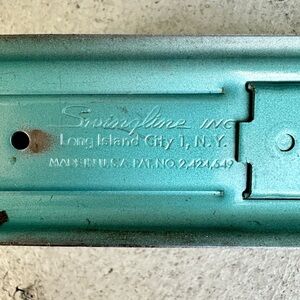 Swingline INC
Long Island City 1, N.Y.
MADE IN U.S.A. PAT. NO. 2,424,649